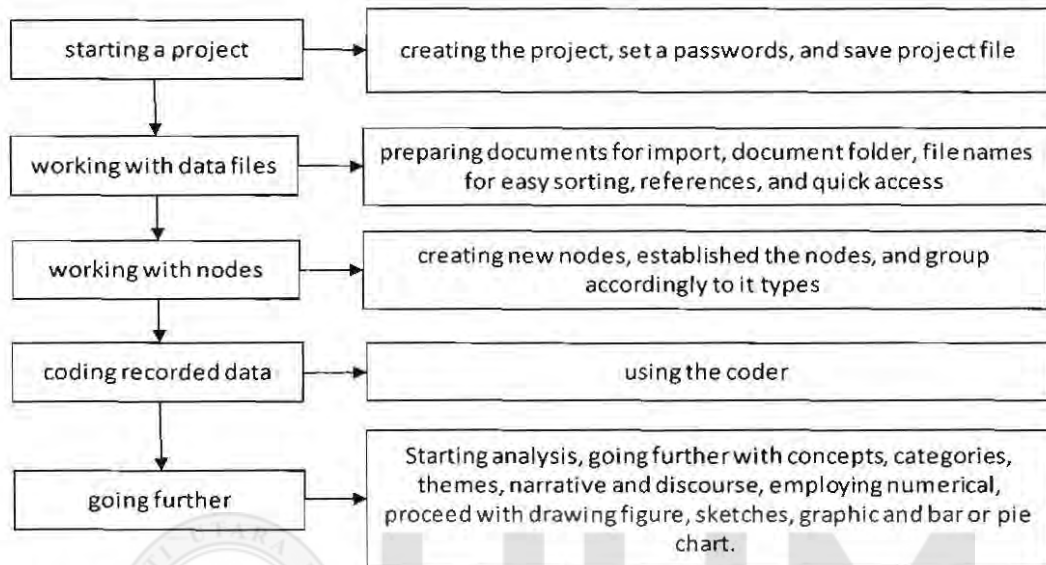 starting a project
creating the project, set a passwords, and save project file
working with data files
preparing documents for import, document folder, file names
for easy sorting, references, and quick access
working with nodes
creating new nodes, established the nodes, and group
accordingly to it types
coding recorded data
using the coder
going further
Starting analysis, going further with concepts, categories,
themes, narrative and discourse, employing numerical,
proceed with drawing figure, sketches, graphic and bar or pie
chart.
UTARA